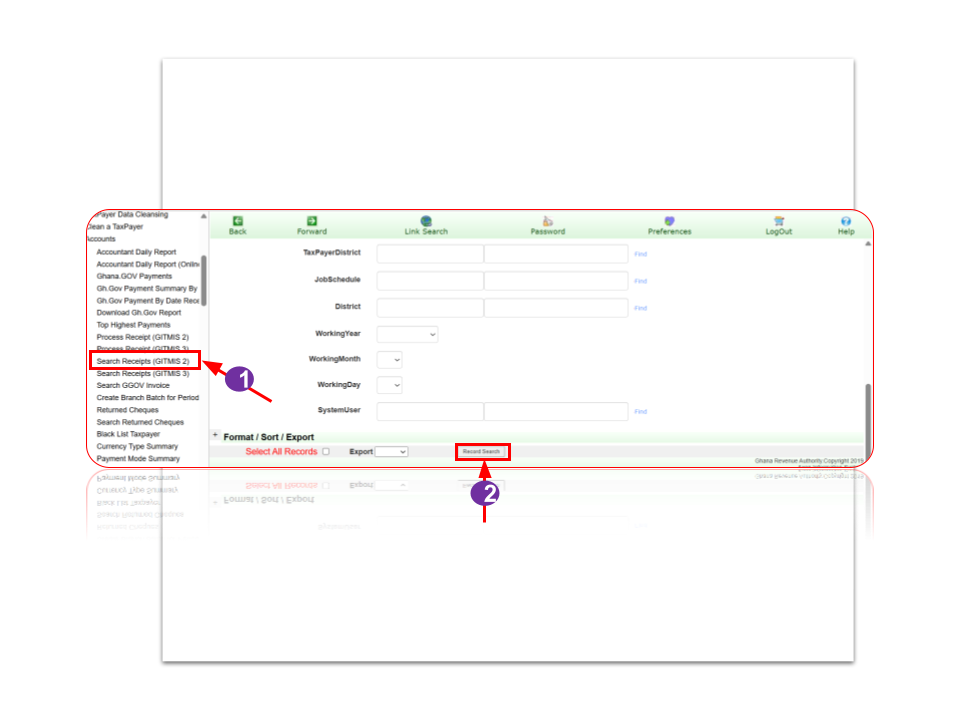 xPayer Data Cleansing
Clean a TaxPayer
Accounts
Accountant Daily Report
Accountant Daily Report (Onlin
Ghana.GOV Payments
Gh.Gov Payment Summary By
Gh.Gov Payment By Date Rece
Download Gh.Gov Report
Top Highest Payments
Process Receipt (GITMIS 2)
Process Receipt (GITMIS 3)
Search Receipts (GITMIS 2)
Search Receipts (GITMIS 3)
Search GGOV Invoice
Create Branch Batch for Period
Returned Cheques
Search Returned Cheques
Black List Taxpayer
Currency Type Summary
Payment Mode Summary
1
Back Forward Link Search Password Preferences LogOut Help
TaxPayerDistrict Find
JobSchedule Find
District Find
WorkingYear
WorkingMonth
WorkingDay
SystemUser Find
+ Format / Sort / Export
Select All Records Export Record Search
Ghana Revenue Authority Copyright 2019
2